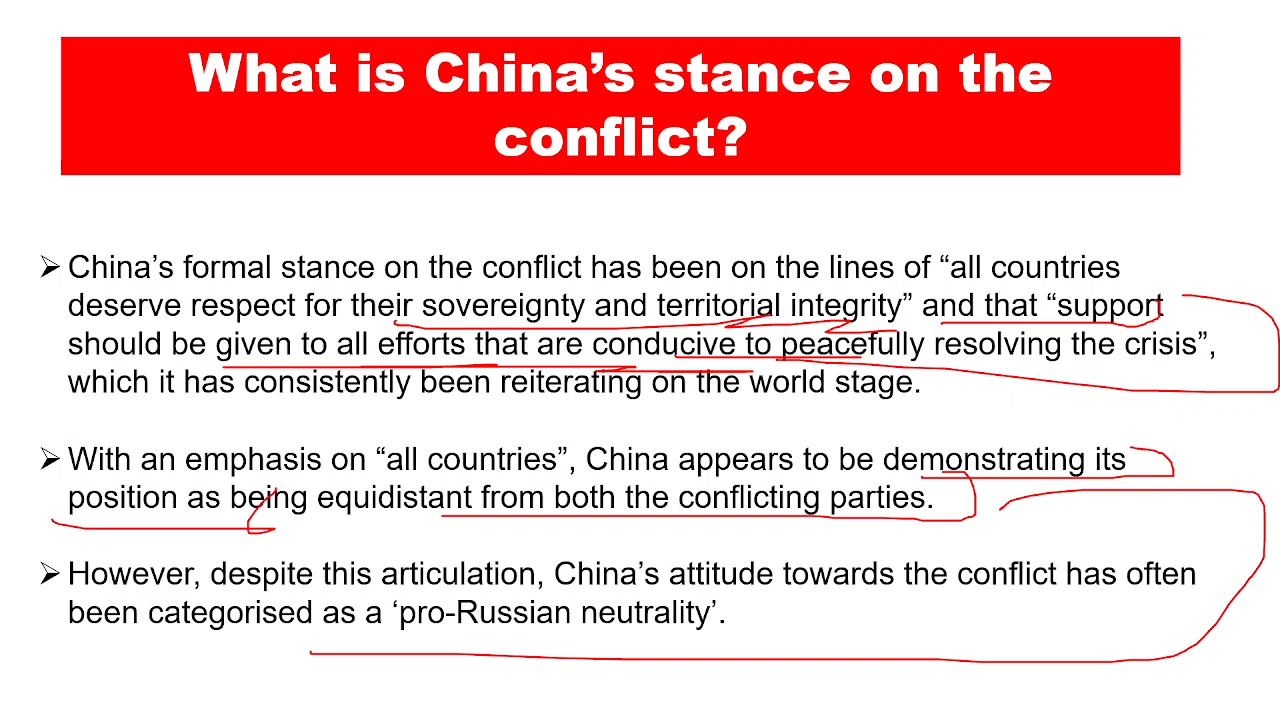 What is China’s stance on the
conflict?
➢ China’s formal stance on the conflict has been on the lines of “all countries
deserve respect for their sovereignty and territorial integrity” and that “support
should be given to all efforts that are conducive to peacefully resolving the crisis”,
which it has consistently been reiterating on the world stage.
➢ With an emphasis on “all countries”, China appears to be demonstrating its
position as being equidistant from both the conflicting parties.
➢ However, despite this articulation, China’s attitude towards the conflict has often
been categorised as a ‘pro-Russian neutrality’.